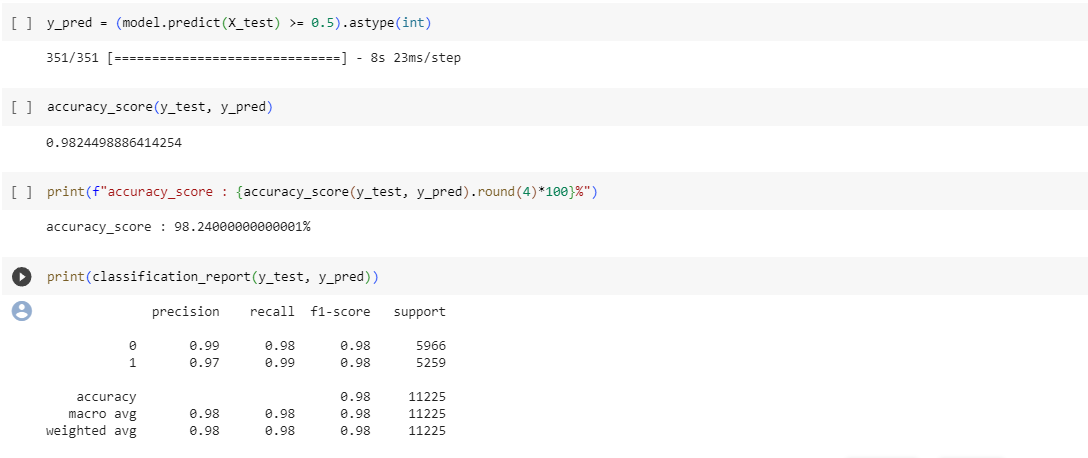 [ ] y_pred = (model.predict(X_test) >= 0.5).astype(int)
351/351 [==============================] - 8s 23ms/step
[ ] accuracy_score(y_test, y_pred)
0.9824498886414254
[ ] print(f"accuracy_score : {accuracy_score(y_test, y_pred).round(4)*100}%")
accuracy_score : 98.24000000000001%
print(classification_report(y_test, y_pred))
precision recall f1-score support
0 0.99 0.98 0.98 5966
1 0.97 0.99 0.98 5259
accuracy 0.98 11225
macro avg 0.98 0.98 0.98 11225
weighted avg 0.98 0.98 0.98 11225